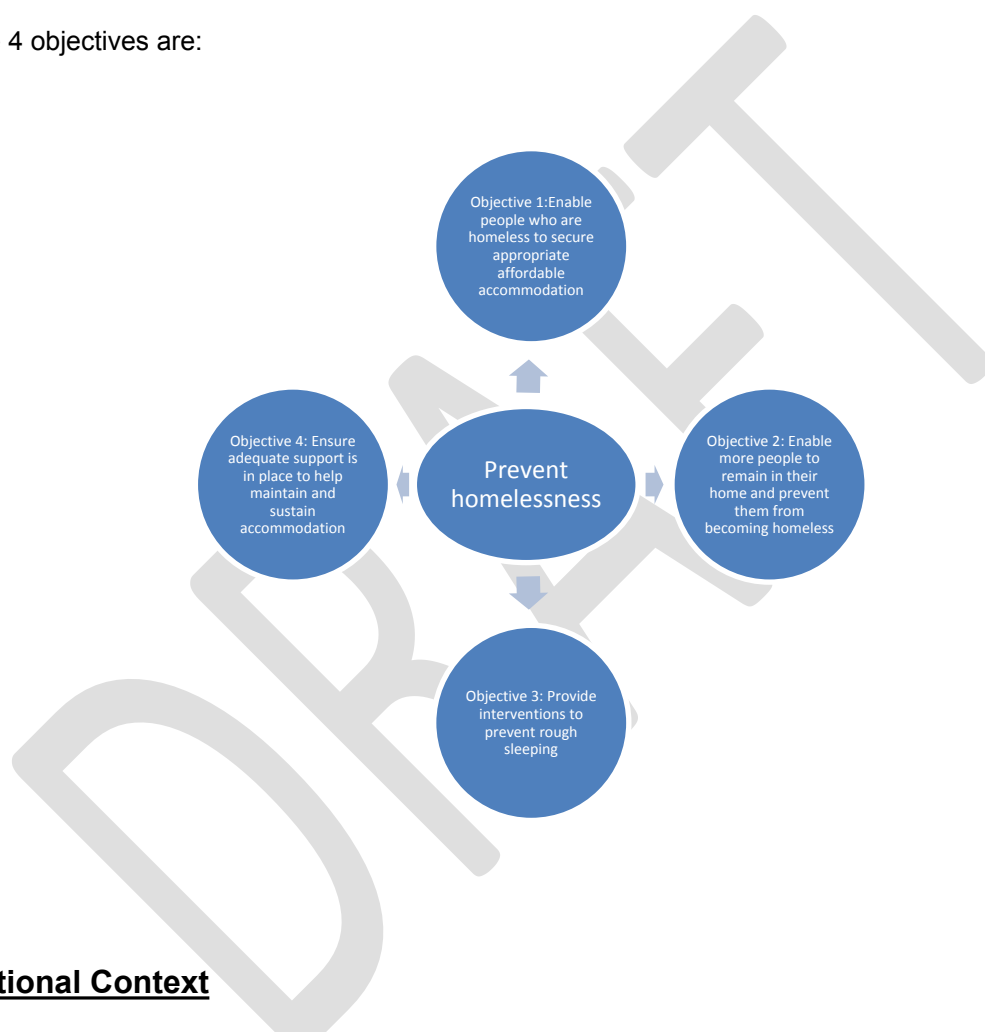 4 objectives are:
Objective 1:Enable
people who are
homeless to secure
appropriate
affordable
accommodation
Objective 4: Ensure
adequate support is
in place to help
maintain and
sustain
accommodation
Prevent
homelessness
Objective 2: Enable
more people to
remain in their
home and prevent
them from
becoming homeless
Objective 3: Provide
interventions to
prevent rough
sleeping
DRAFT
tional Context